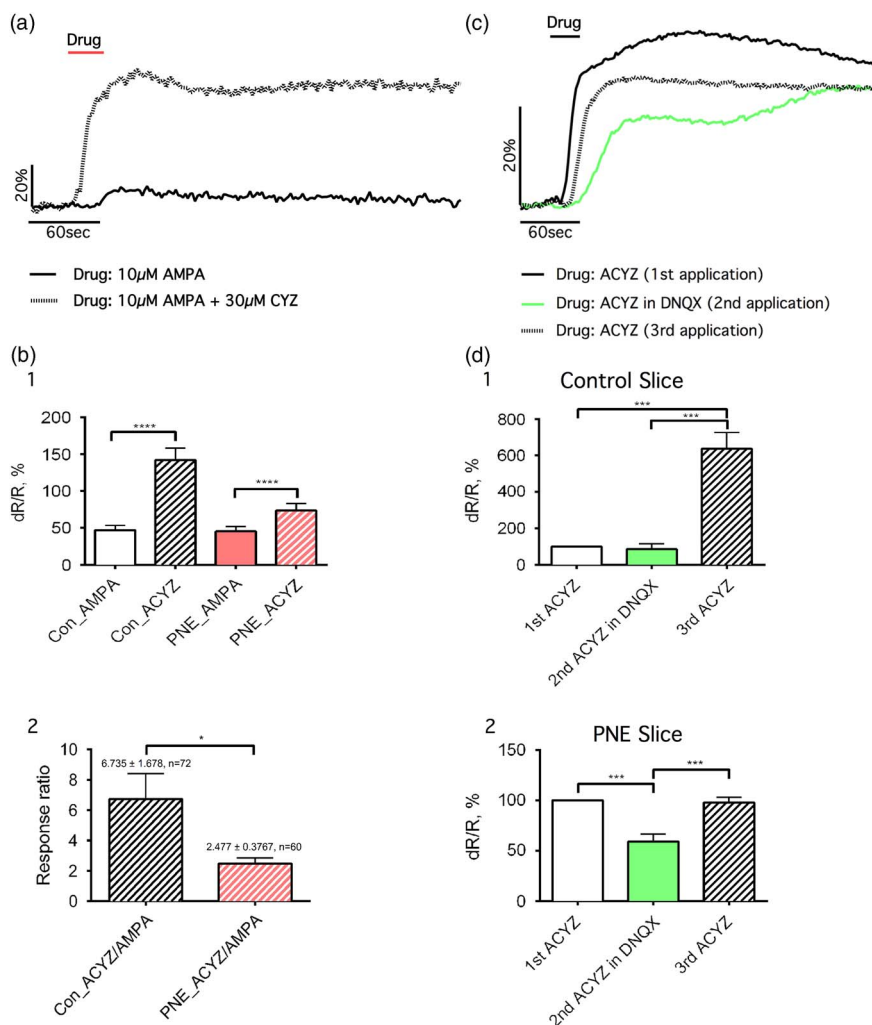 (a)
Drug
20%
60sec
Drug: 10µM AMPA
Drug: 10µM AMPA + 30µM CYZ
(c)
Drug
20%
60sec
Drug: ACYZ (1st application)
Drug: ACYZ in DNQX (2nd application)
Drug: ACYZ (3rd application)
(b)
1
200
150
100
50
0
dR/R, %
****
****
Con_AMPA
Con_ACYZ
PNE_AMPA
PNE_ACYZ
2
10
8
6
4
2
0
Response ratio
*
6.735 ± 1.678, n=72
2.477 ± 0.3767, n=60
Con_ACYZ/AMPA
PNE_ACYZ/AMPA
(d)
1
Control Slice
800
600
400
200
0
dR/R, %
***
***
1st ACYZ
2nd ACYZ in DNQX
3rd ACYZ
2
PNE Slice
150
100
50
0
dR/R, %
***
***
1st ACYZ
2nd ACYZ in DNQX
3rd ACYZ